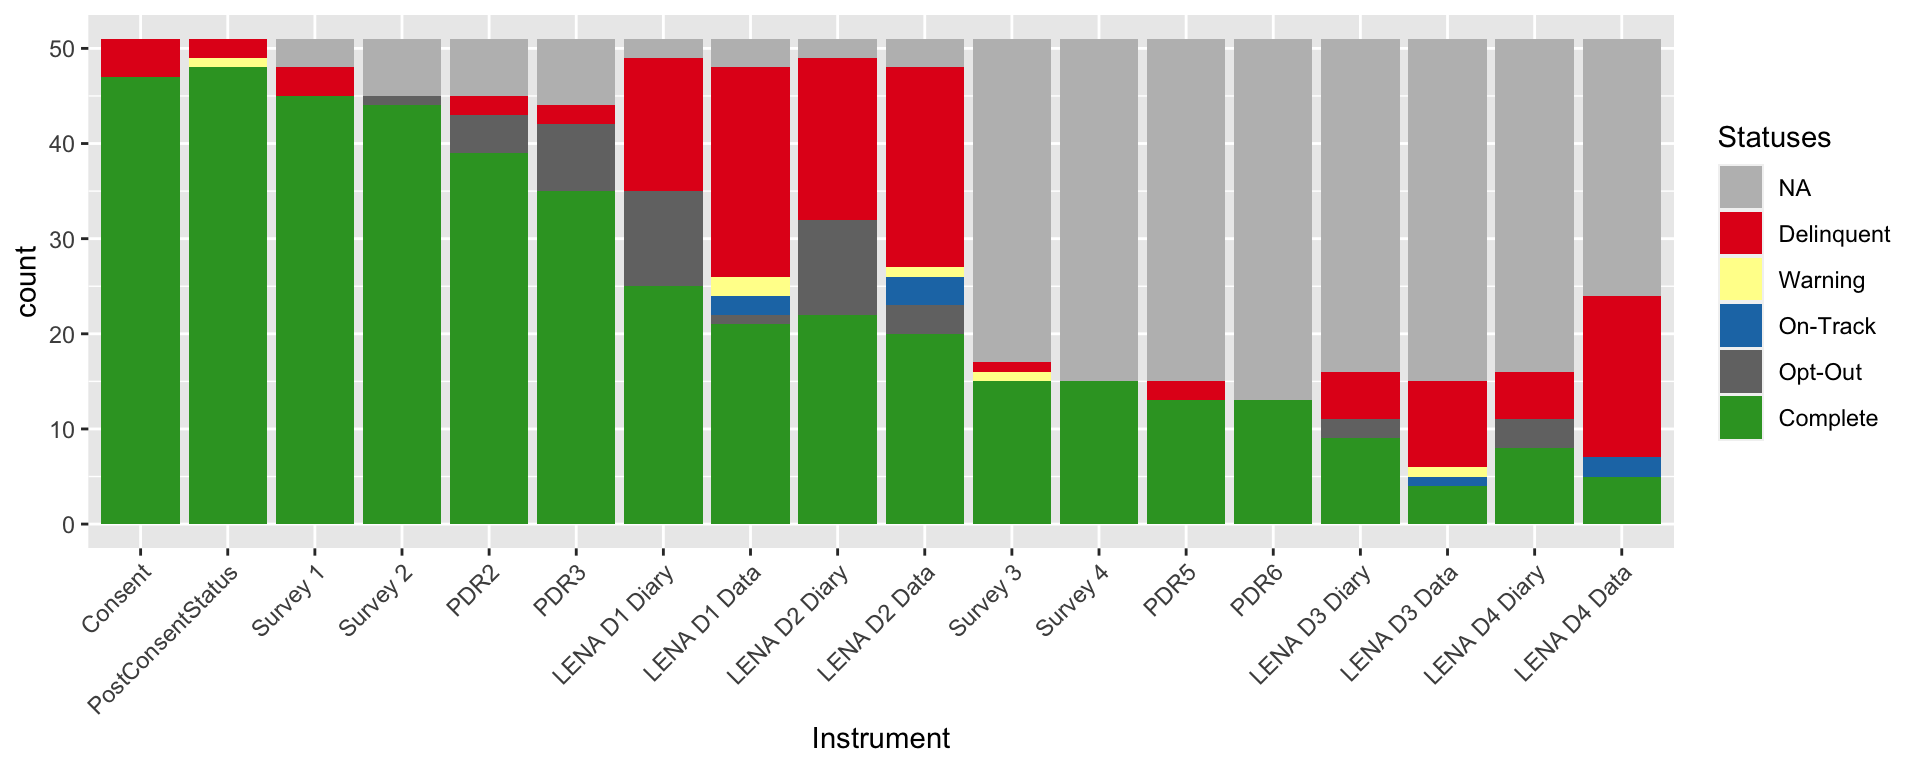 50
40
30
20
10
0
count
Consent
PostConsentStatus
Survey 1
Survey 2
PDR2
PDR3
LENA D1 Diary
LENA D1 Data
LENA D2 Diary
LENA D2 Data
Survey 3
Survey 4
PDR5
PDR6
LENA D3 Diary
LENA D3 Data
LENA D4 Diary
LENA D4 Data
Instrument
Statuses
NA
Delinquent
Warning
On-Track
Opt-Out
Complete